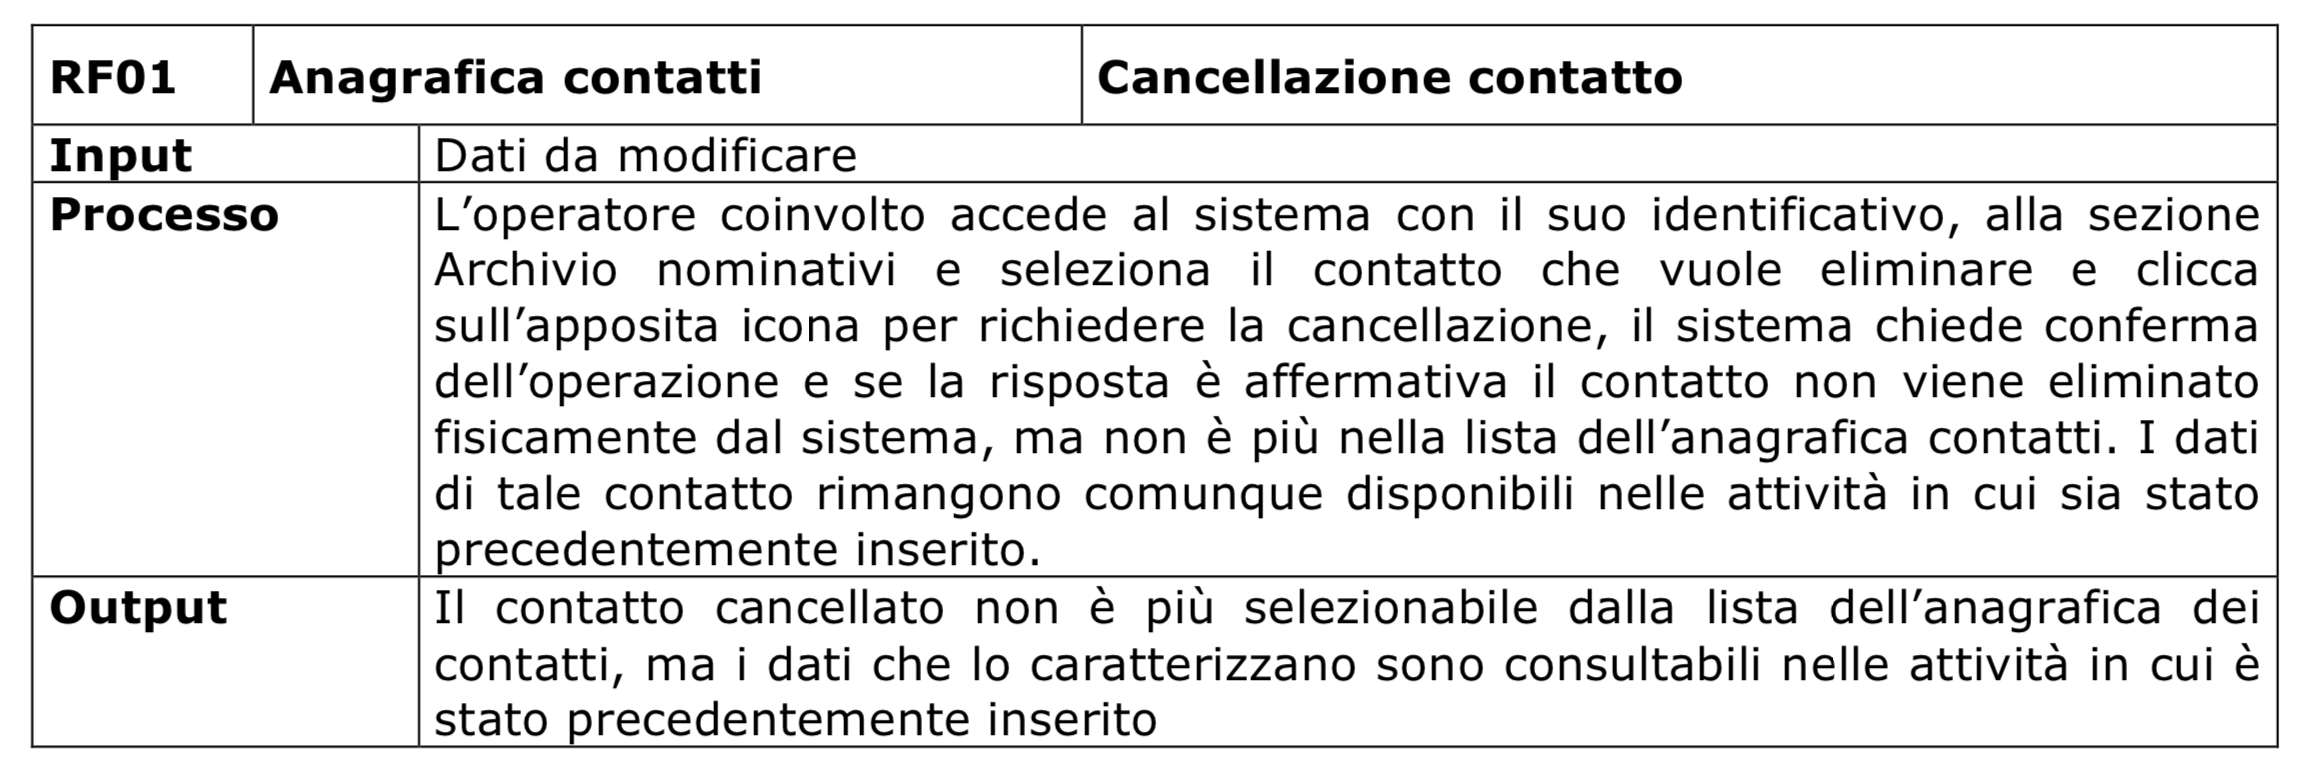 RF01 Anagrafica contatti Cancellazione contatto
Input Dati da modificare
Processo L’operatore coinvolto accede al sistema con il suo identificativo, alla sezione
Archivio nominativi e seleziona il contatto che vuole eliminare e clicca
sull’apposita icona per richiedere la cancellazione, il sistema chiede conferma
dell’operazione e se la risposta è affermativa il contatto non viene eliminato
fisicamente dal sistema, ma non è più nella lista dell’anagrafica contatti. I dati
di tale contatto rimangono comunque disponibili nelle attività in cui sia stato
precedentemente inserito.
Output Il contatto cancellato non è più selezionabile dalla lista dell’anagrafica dei
contatti, ma i dati che lo caratterizzano sono consultabili nelle attività in cui è
stato precedentemente inserito